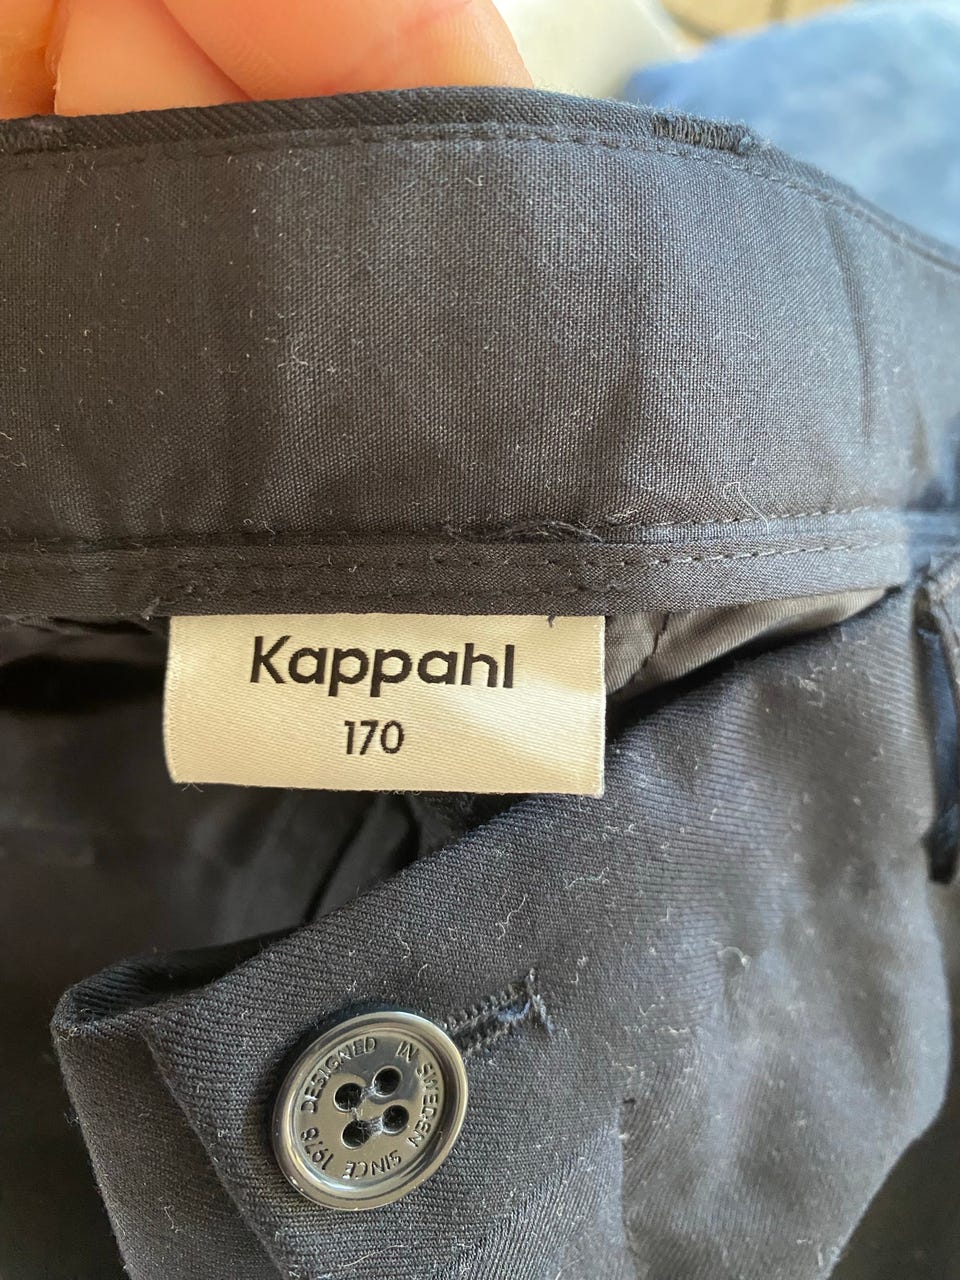 Kappahl
170
DESIGNED IN SWEDEN SINCE 1978